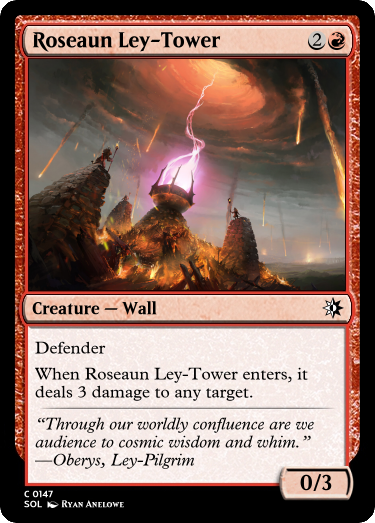 Roseaun Ley-Tower 2
Creature — Wall
Defender
When Roseaun Ley-Tower enters, it
deals 3 damage to any target.
“Through our worldly confluence are we
audience to cosmic wisdom and whim.”
—Oberys, Ley-Pilgrim
0/3
C 0147
SOL Ryan Anelowe